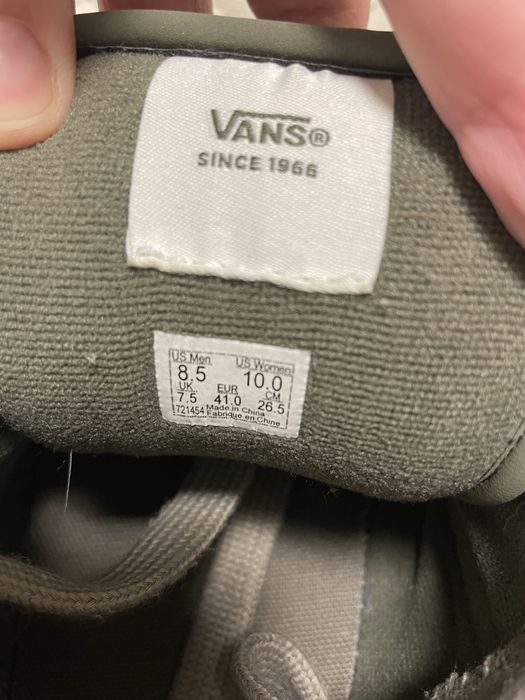 VANS®
SINCE 1966
US Men US Women
8.5 10.0
UK EUR CM
7.5 41.0 26.5
721454 Made in China
Fabriqué en Chine